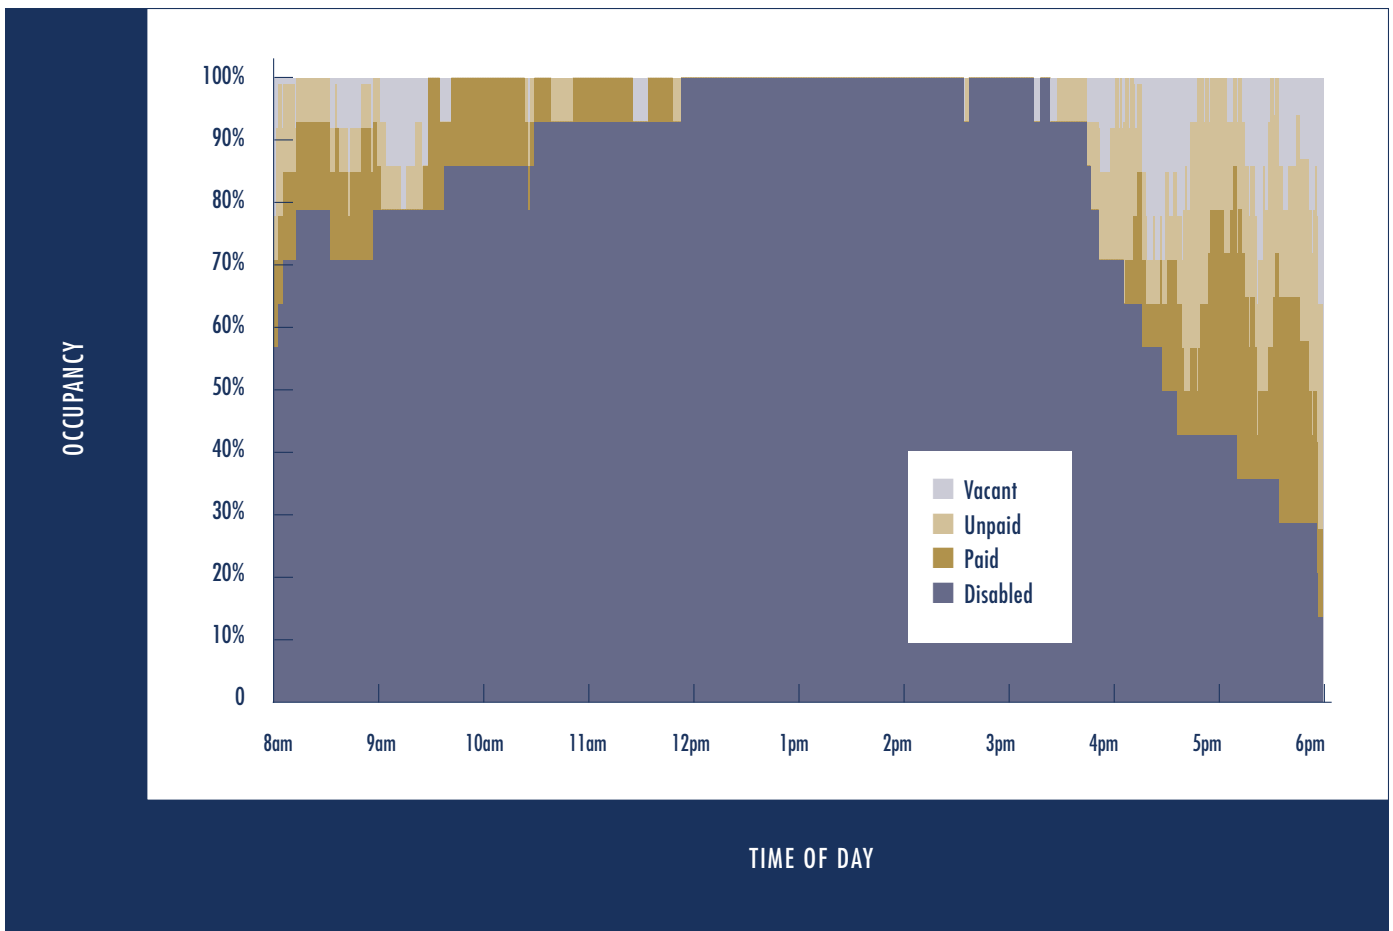 100%
90%
80%
70%
60%
50%
40%
30%
20%
10%
0
OCCUPANCY
Vacant
Unpaid
Paid
Disabled
8am 9am 10am 11am 12pm 1pm 2pm 3pm 4pm 5pm 6pm
TIME OF DAY